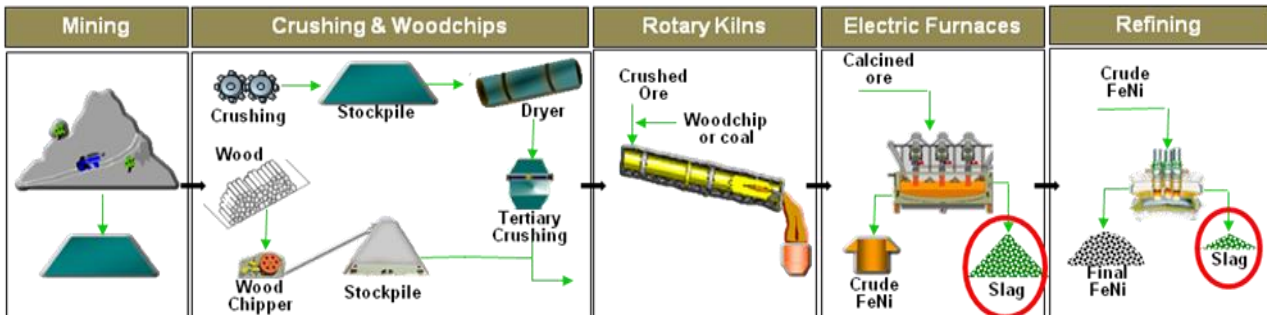 Mining
Crushing & Woodchips
Rotary Kilns
Electric Furnaces
Refining
Crushing
Stockpile
Dryer
Wood
Tertiary
Crushing
Wood
Chipper
Stockpile
Crushed
Ore
Woodchip
or coal
Calcined
ore
Crude
FeNi
Slag
Crude
FeNi
Final
FeNi
Slag